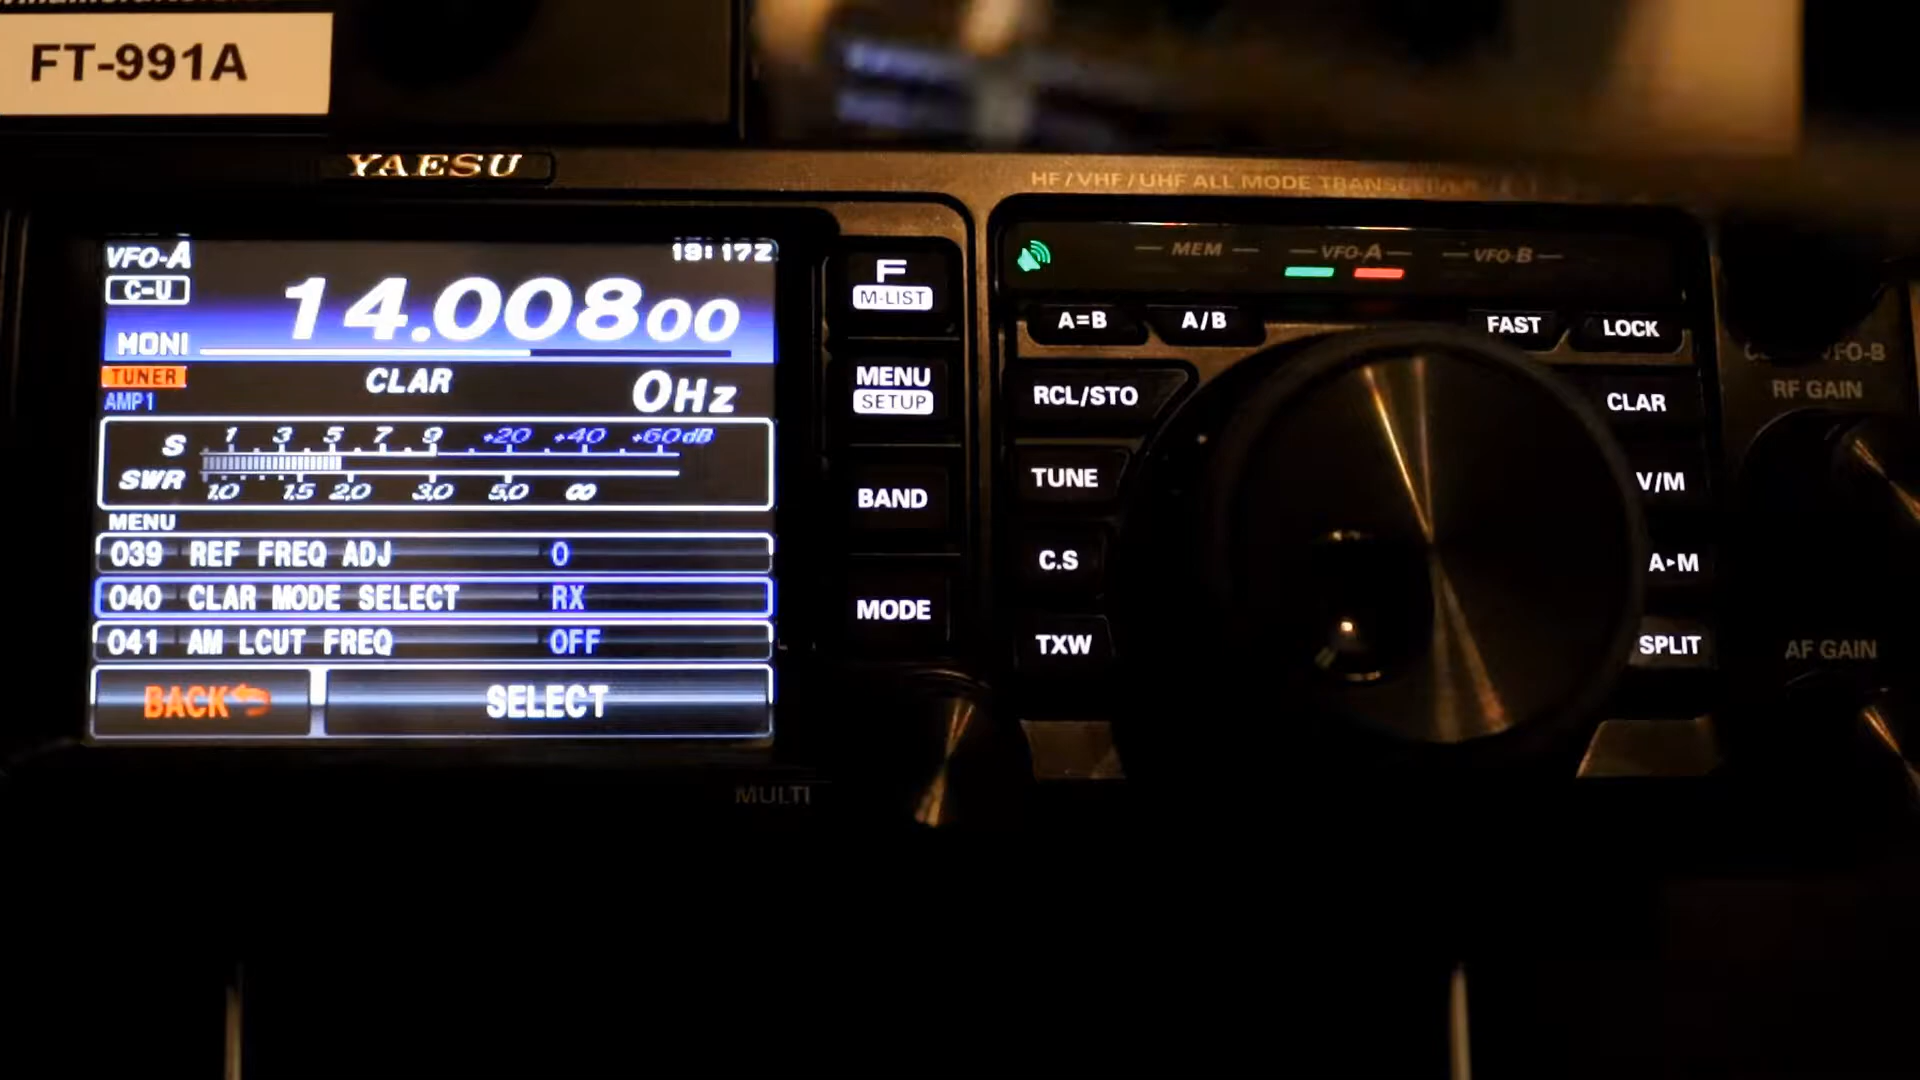 FT-991A
YAESU
HF/VHF/UHF ALL MODE TRANSCEIVER
VFO-A
19:17Z
C-U
14.00800
MONI
TUNER
CLAR
0Hz
AMP1
S 1 3 5 7 9 +20 +40 +60dB
SWR 1.0 1.5 2.0 3.0 5.0 ∞
MENU
039 REF FREQ ADJ 0
040 CLAR MODE SELECT RX
041 AM LCUT FREQ OFF
BACK
SELECT
F
M-LIST
MENU
SETUP
BAND
MODE
MULTI
MEM
VFO-A
VFO-B
A=B
A/B
FAST
LOCK
RCL/STO
CLAR
TUNE
V/M
C.S
A▸M
TXW
SPLIT
VFO-B
RF GAIN
AF GAIN